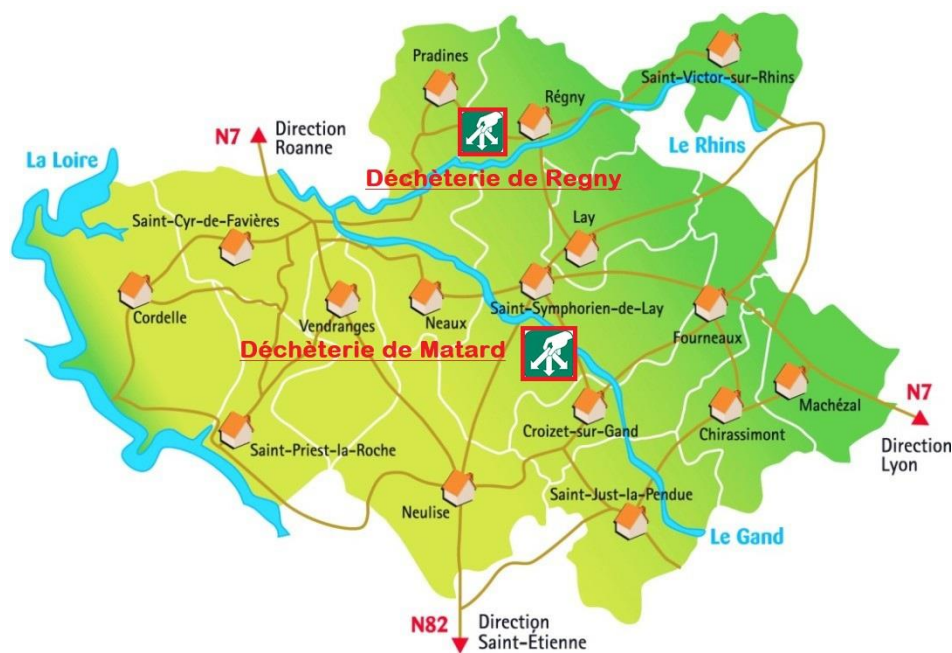 Pradines
Saint-Victor-sur-Rhins
Régny
N7
Direction
Roanne
Le Rhins
La Loire
Déchèterie de Regny
Saint-Cyr-de-Favières
Lay
Cordelle
Vendranges
Neaux
Saint-Symphorien-de-Lay
Fourneaux
Déchèterie de Matard
N7
Direction
Lyon
Machézal
Croizet-sur-Gand
Chirassimont
Saint-Priest-la-Roche
Saint-Just-la-Pendue
Neulise
Le Gand
N82
Direction
Saint-Étienne